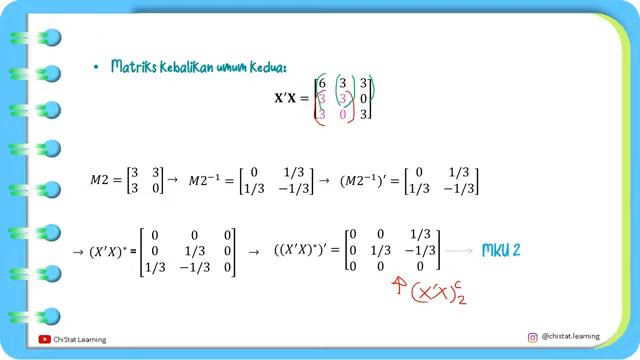 • Matriks kebalikan umum kedua:
X′X = [6 3 3
3 3 0
3 0 3]
M2 = [3 3
3 0] → M2⁻¹ = [0 1/3
1/3 −1/3] → (M2⁻¹)′ = [0 1/3
1/3 −1/3]
→ (X′X)* = [0 0 0
0 1/3 0
1/3 −1/3 0] → ((X′X)*)′ = [0 0 1/3
0 1/3 −1/3
0 0 0] → MKU 2
↑ (X′X)₂ᶜ
ChiStat Learning
@chistat.learning